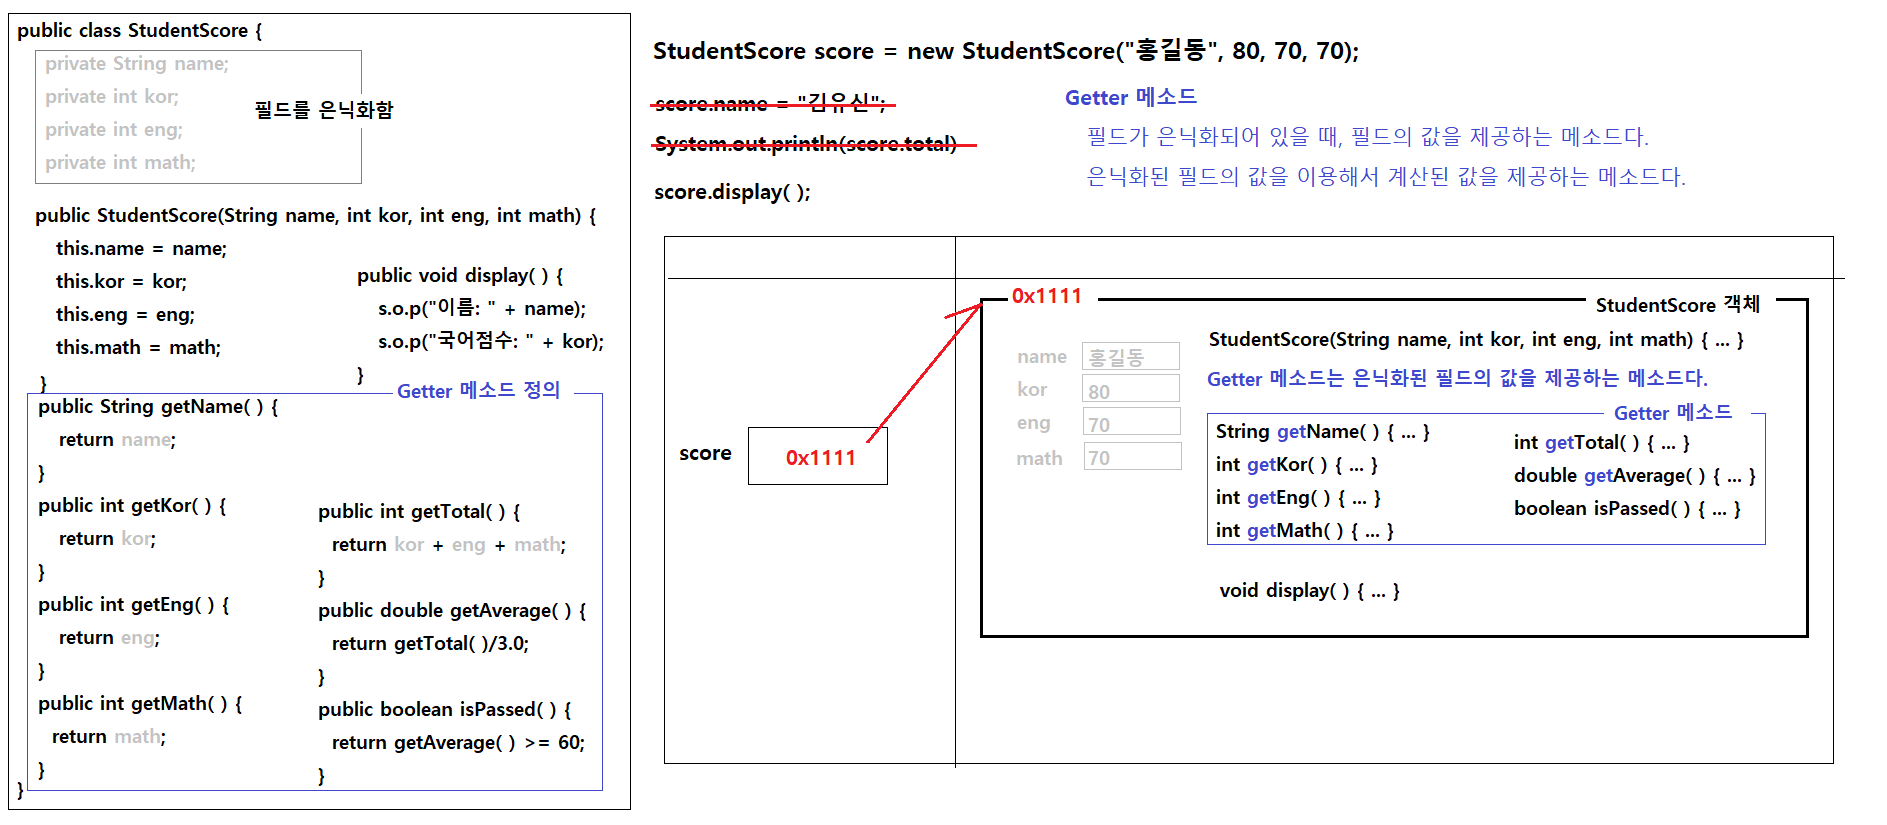 public class StudentScore {
private String name;
private int kor;
private int eng;
private int math;
필드를 은닉화함
public StudentScore(String name, int kor, int eng, int math) {
this.name = name;
this.kor = kor;
this.eng = eng;
this.math = math;
}
public void display( ) {
s.o.p("이름: " + name);
s.o.p("국어점수: " + kor);
}
Getter 메소드 정의
public String getName( ) {
return name;
}
public int getKor( ) {
return kor;
}
public int getEng( ) {
return eng;
}
public int getMath( ) {
return math;
}
public int getTotal( ) {
return kor + eng + math;
}
public double getAverage( ) {
return getTotal( )/3.0;
}
public boolean isPassed( ) {
return getAverage( ) >= 60;
}
}
StudentScore score = new StudentScore("홍길동", 80, 70, 70);
score.name = "김유신";
System.out.println(score.total)
score.display( );
Getter 메소드
필드가 은닉화되어 있을 때, 필드의 값을 제공하는 메소드다.
은닉화된 필드의 값을 이용해서 계산된 값을 제공하는 메소드다.
score
0x1111
0x1111
StudentScore 객체
name 홍길동
kor 80
eng 70
math 70
StudentScore(String name, int kor, int eng, int math) { ... }
Getter 메소드는 은닉화된 필드의 값을 제공하는 메소드다.
Getter 메소드
String getName( ) { ... }
int getKor( ) { ... }
int getEng( ) { ... }
int getMath( ) { ... }
int getTotal( ) { ... }
double getAverage( ) { ... }
boolean isPassed( ) { ... }
void display( ) { ... }